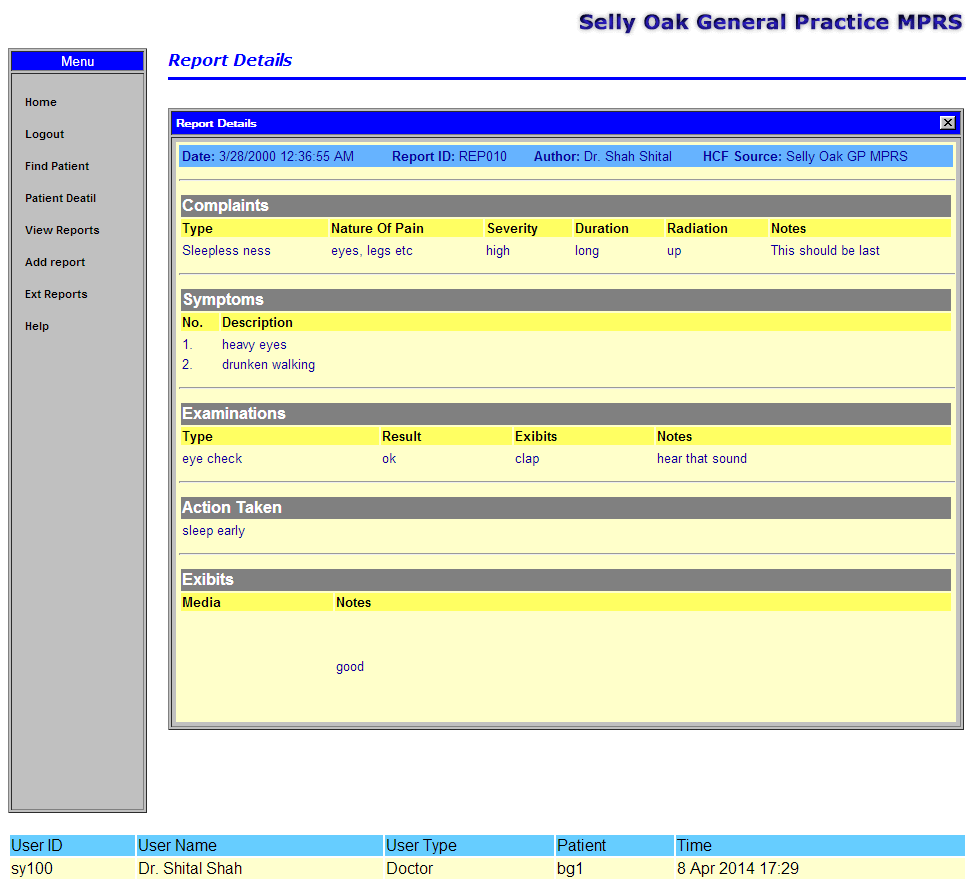 Selly Oak General Practice MPRS
Menu
Home
Logout
Find Patient
Patient Deatil
View Reports
Add report
Ext Reports
Help
Report Details
Report Details
Date: 3/28/2000 12:36:55 AM Report ID: REP010 Author: Dr. Shah Shital HCF Source: Selly Oak GP MPRS
Complaints
Type Nature Of Pain Severity Duration Radiation Notes
Sleepless ness eyes, legs etc high long up This should be last
Symptoms
No. Description
1. heavy eyes
2. drunken walking
Examinations
Type Result Exibits Notes
eye check ok clap hear that sound
Action Taken
sleep early
Exibits
Media Notes
good
User ID User Name User Type Patient Time
sy100 Dr. Shital Shah Doctor bg1 8 Apr 2014 17:29